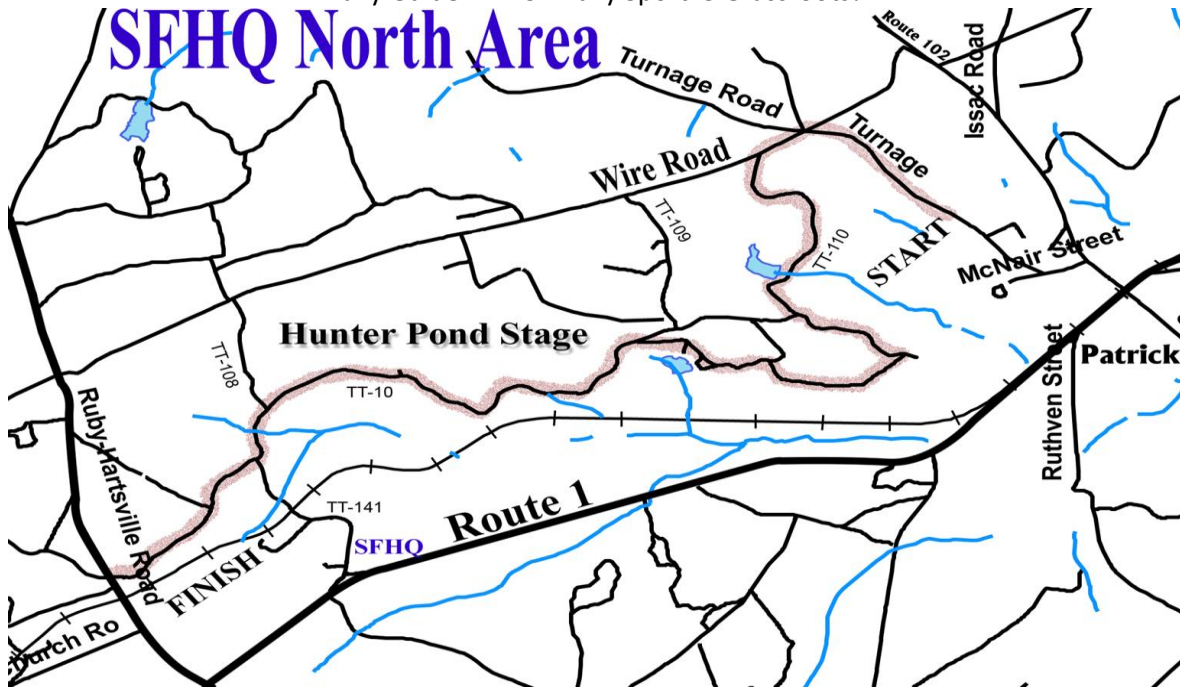 SFHQ North Area
Route 102
Issac Road
Turnage Road
Turnage
Wire Road
TT-109
TT-110
START
McNair Street
Hunter Pond Stage
TT-108
TT-10
Patrick
Ruthven Street
Ruby-Hartsville Road
Route 1
TT-141
SFHQ
FINISH
Church Ro